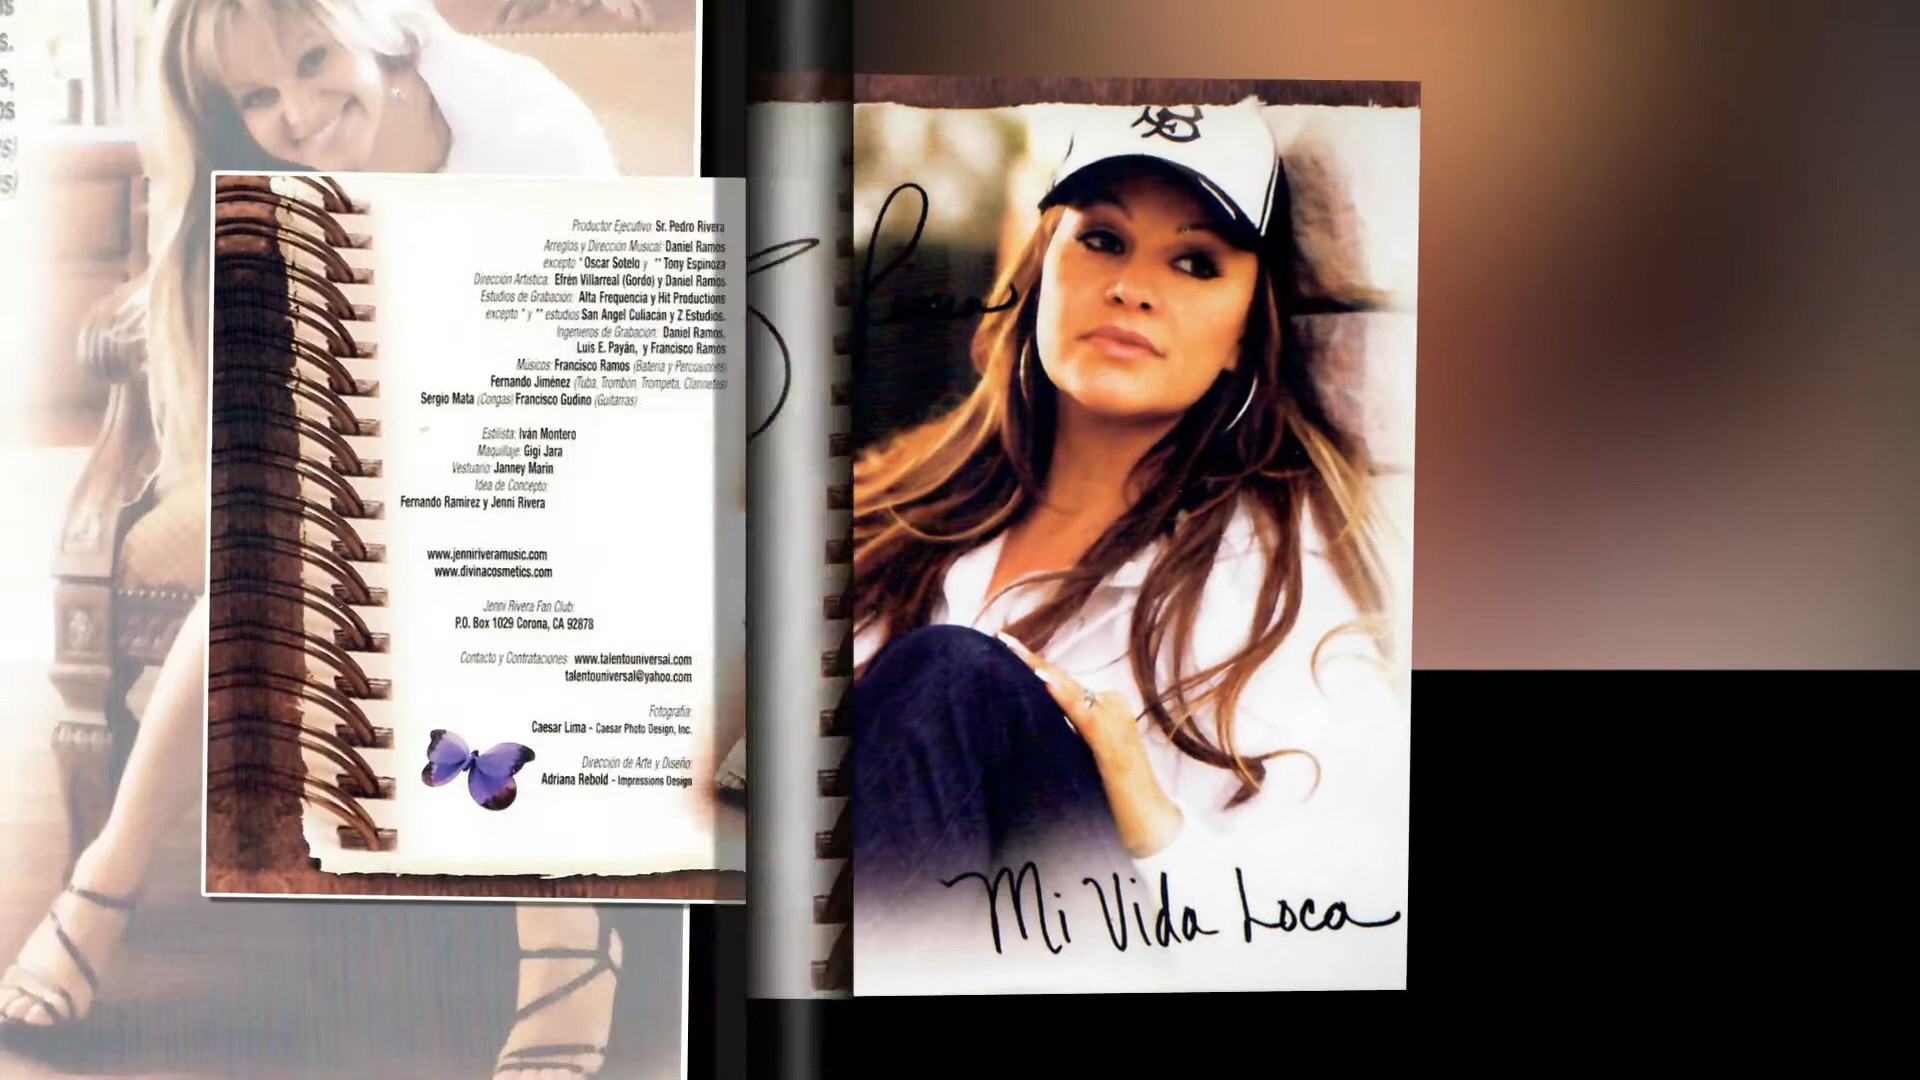 Productor Ejecutivo: Sr. Pedro Rivera
Arreglos y Dirección Musical: Daniel Ramos
excepto * Oscar Sotelo y ** Tony Espinoza
Dirección Artística: Efrén Villarreal (Gordo) y Daniel Ramos
Estudios de Grabación: Alta Frequencia y Hit Productions
excepto * y ** estudios San Angel Culiacán y Z Estudios.
Ingenieros de Grabación: Daniel Ramos,
Luis E. Payán, y Francisco Ramos
Músicos: Francisco Ramos (Batería y Percusiones)
Fernando Jiménez (Tuba, Trombón, Trompeta, Clarinetes)
Sergio Mata (Congas) Francisco Gudino (Guitarras)
Estilista: Iván Montero
Maquillaje: Gigi Jara
Vestuario: Janney Marin
Idea de Concepto:
Fernando Ramirez y Jenni Rivera
www.jenniriveramusic.com
www.divinacosmetics.com
Jenni Rivera Fan Club:
P.O. Box 1029 Corona, CA 92878
Contacto y Contrataciones: www.talentouniversal.com
talentouniversal@yahoo.com
Fotografía:
Caesar Lima - Caesar Photo Design, Inc.
Dirección de Arte y Diseño:
Adriana Rebold - Impressions Design
Mi Vida Loca